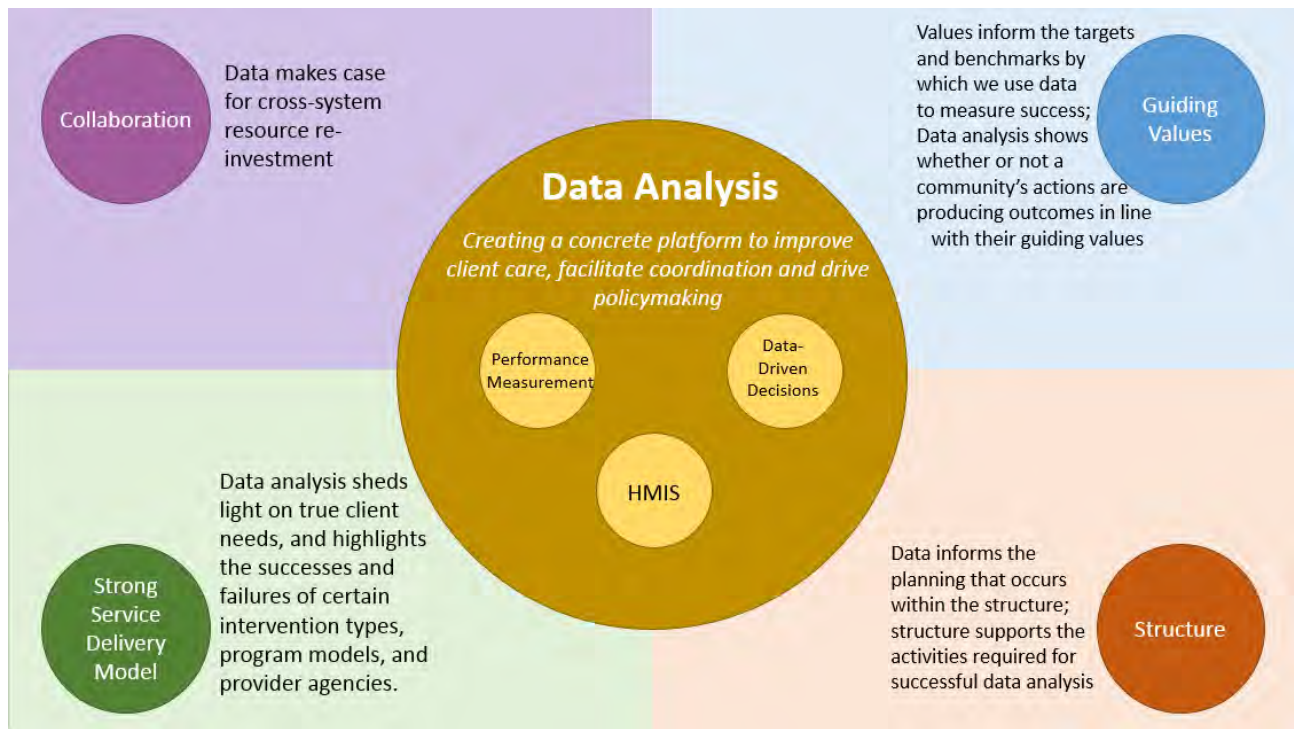 Collaboration
Data makes case
for cross-system
resource re-
investment
Values inform the targets
and benchmarks by
which we use data
to measure success;
Data analysis shows
whether or not a
community's actions are
producing outcomes in line
with their guiding values
Guiding
Values
Data Analysis
Creating a concrete platform to improve
client care, facilitate coordination and drive
policymaking
Performance
Measurement
Data-
Driven
Decisions
HMIS
Strong
Service
Delivery
Model
Data analysis sheds
light on true client
needs, and highlights
the successes and
failures of certain
intervention types,
program models, and
provider agencies.
Data informs the
planning that occurs
within the structure;
structure supports the
activities required for
successful data analysis
Structure